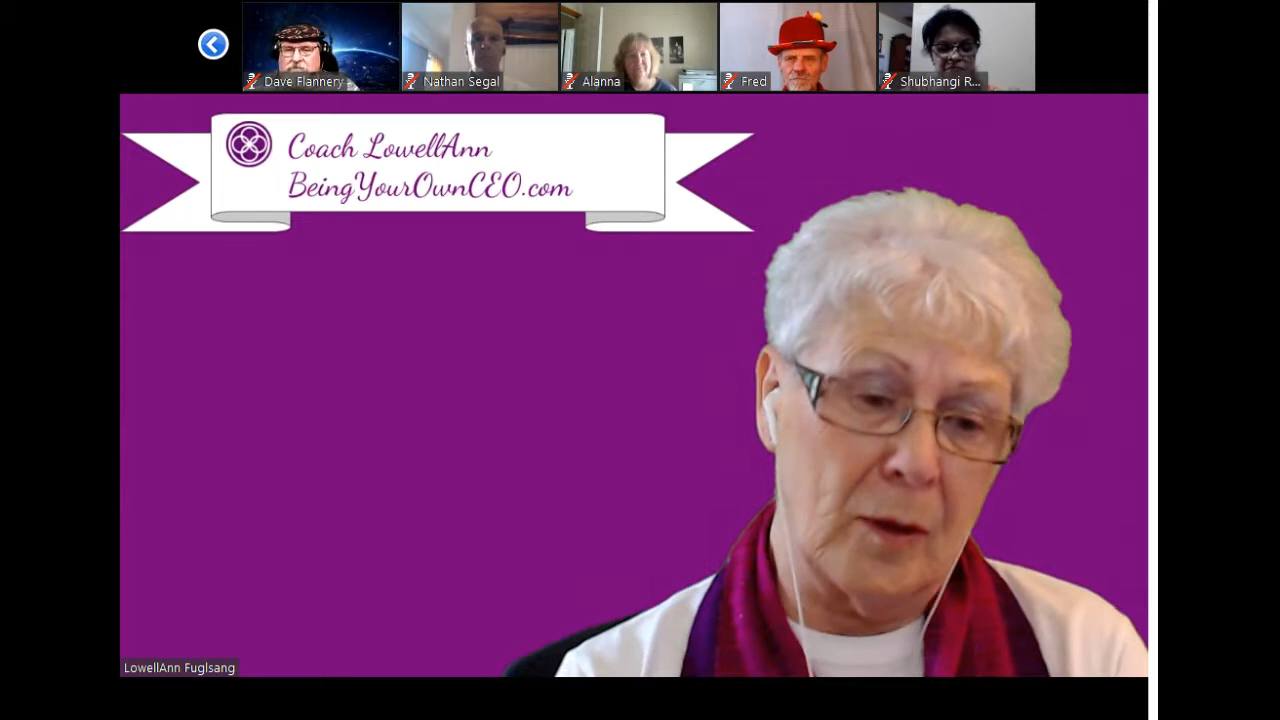 Dave Flannery
Nathan Segal
Alanna
Fred
Shubhangi R...
Coach LowellAnn
BeingYourOwnCEO.com
LowellAnn Fuglsang